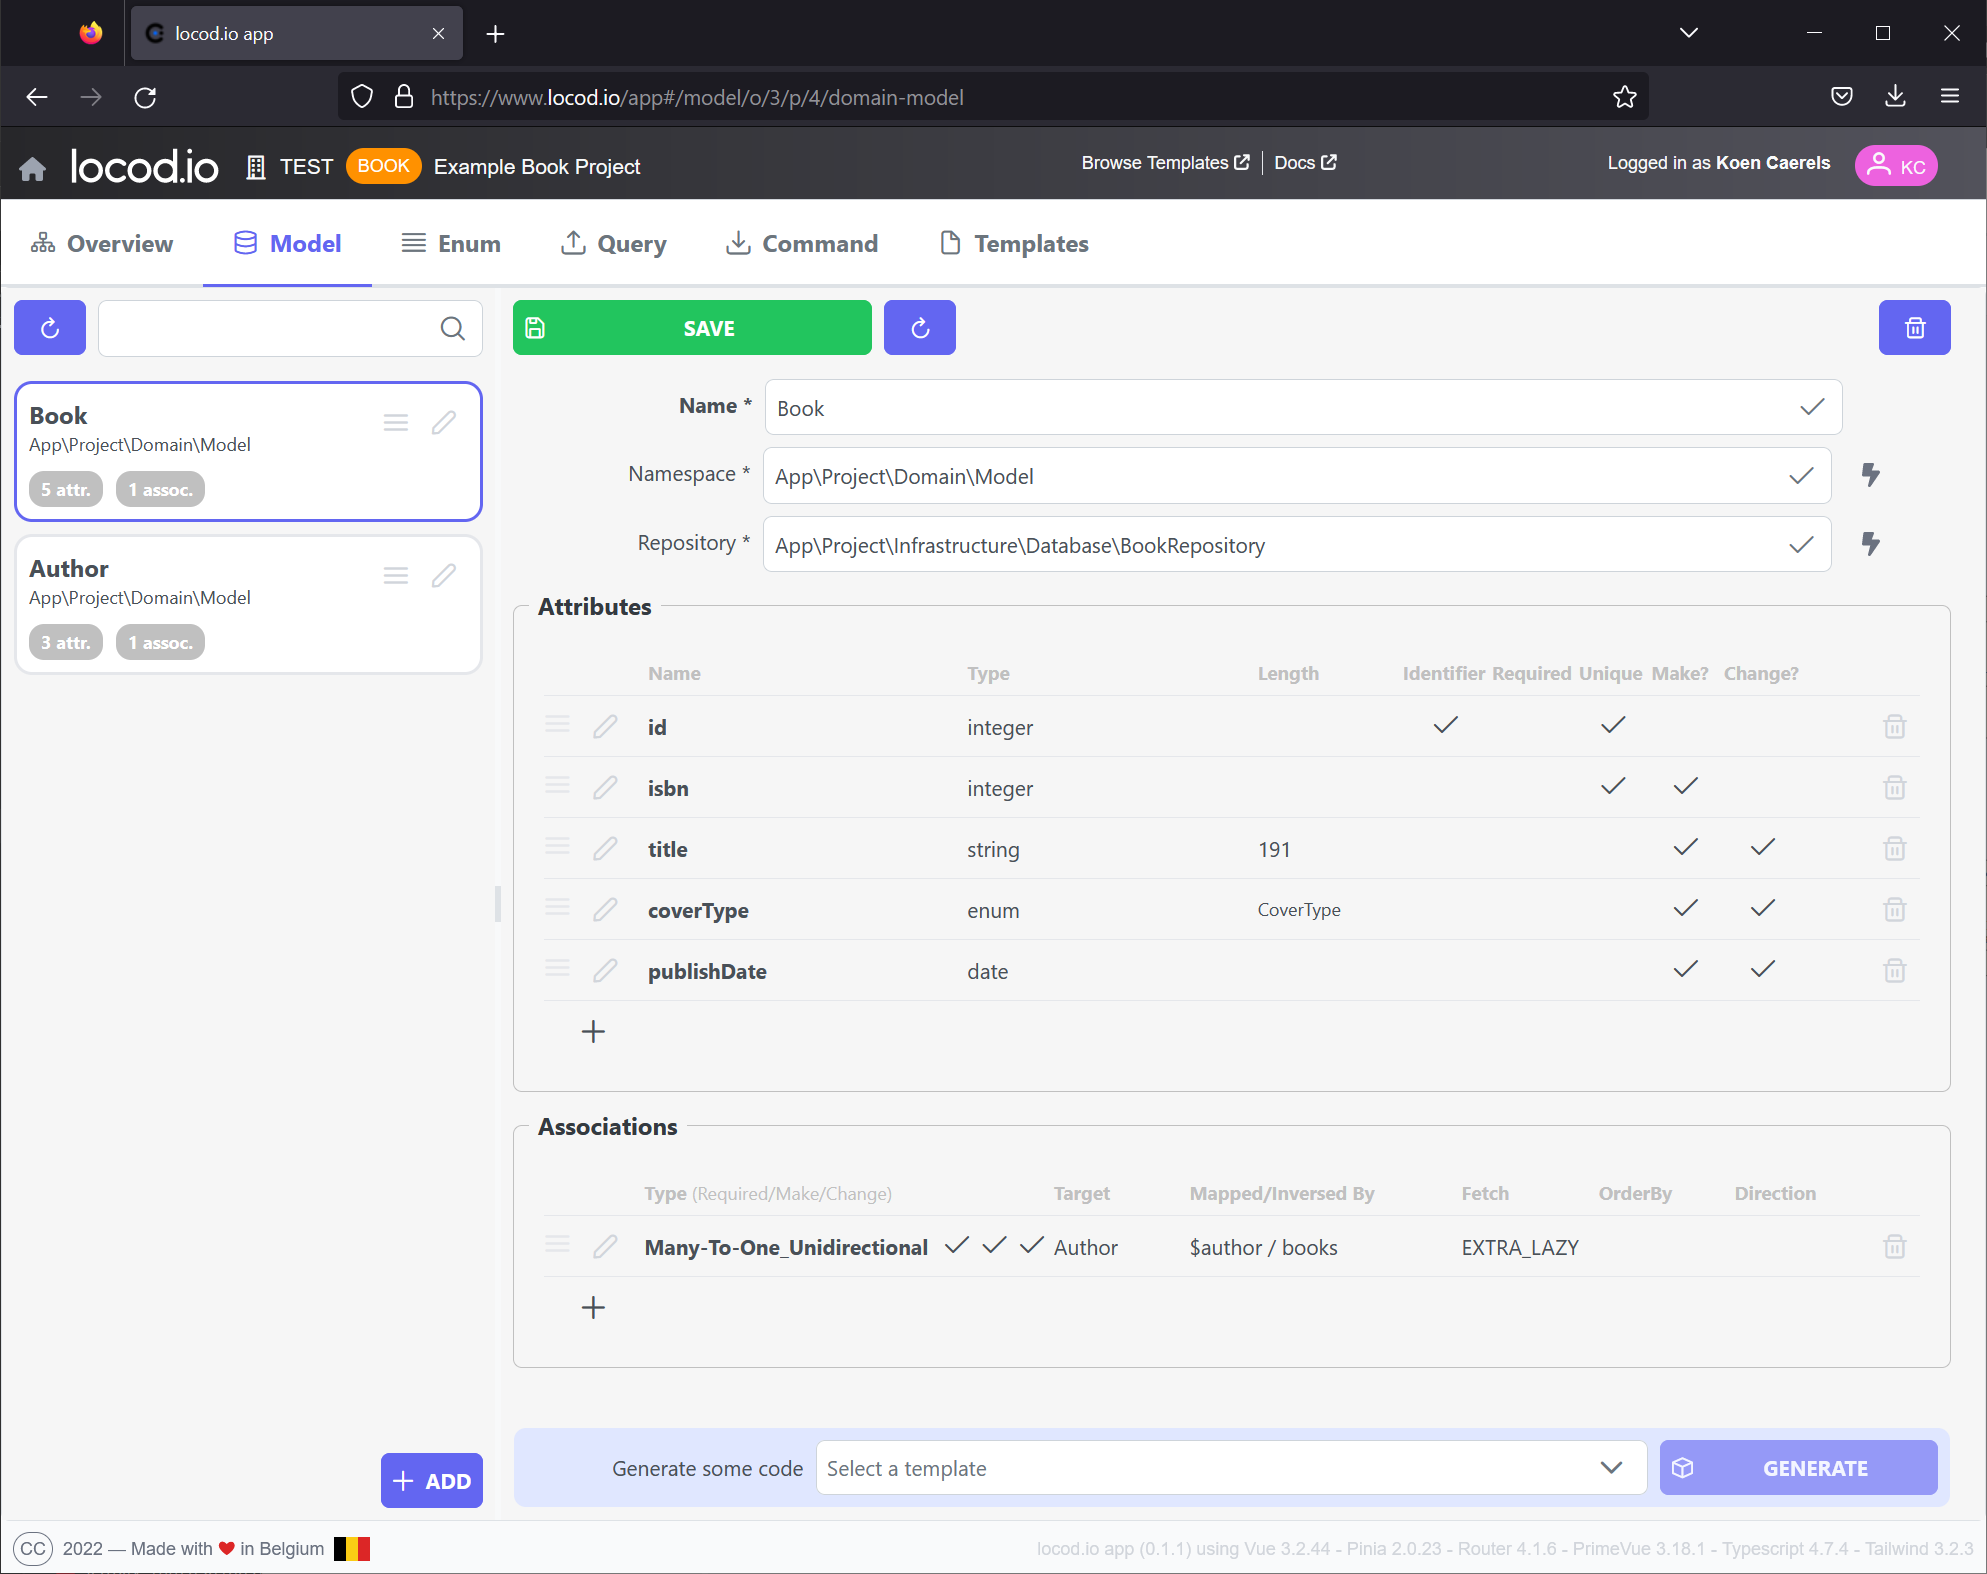 locod.io app
https://www.locod.io/app#/model/o/3/p/4/domain-model
locod.io TEST BOOK Example Book Project Browse Templates Docs Logged in as Koen Caerels KC
Overview Model Enum Query Command Templates
SAVE
Book
App\Project\Domain\Model
5 attr. 1 assoc.
Author
App\Project\Domain\Model
3 attr. 1 assoc.
ADD
Name * Book
Namespace * App\Project\Domain\Model
Repository * App\Project\Infrastructure\Database\BookRepository
Attributes
Name Type Length Identifier Required Unique Make? Change?
id integer
isbn integer
title string 191
coverType enum CoverType
publishDate date
Associations
Type (Required/Make/Change) Target Mapped/Inversed By Fetch OrderBy Direction
Many-To-One_Unidirectional Author $author / books EXTRA_LAZY
Generate some code Select a template GENERATE
CC 2022 — Made with ❤ in Belgium
locod.io app (0.1.1) using Vue 3.2.44 - Pinia 2.0.23 - Router 4.1.6 - PrimeVue 3.18.1 - Typescript 4.7.4 - Tailwind 3.2.3